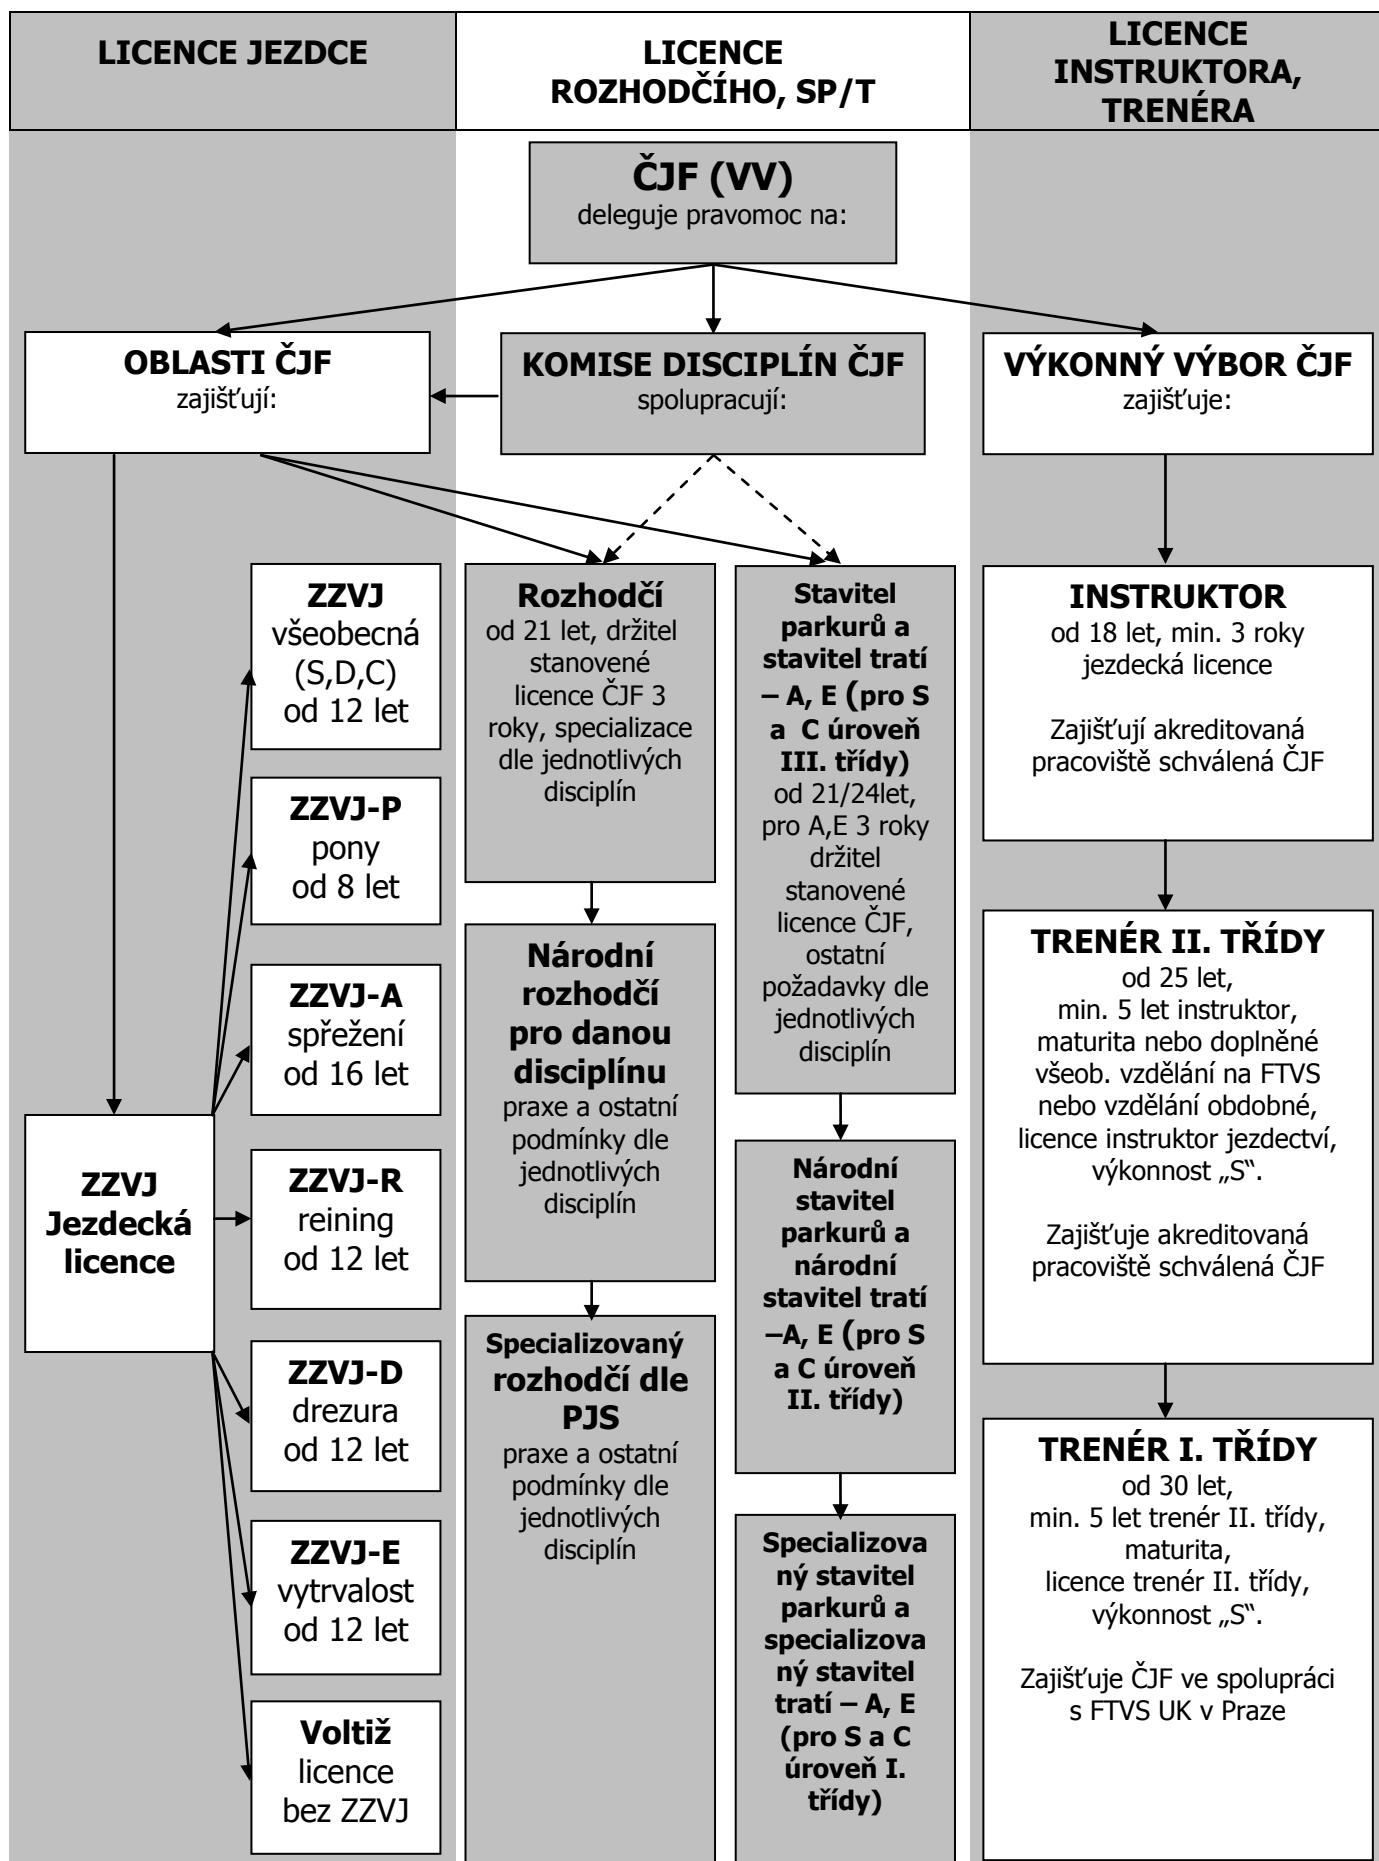 LICENCE JEZDCE
LICENCE
ROZHODČÍHO, SP/T
LICENCE
INSTRUKTORA,
TRENÉRA
ČJF (VV)
deleguje pravomoc na:
OBLASTI ČJF
zajišťují:
KOMISE DISCIPLÍN ČJF
spolupracují:
VÝKONNÝ VÝBOR ČJF
zajišťuje:
ZZVJ
Jezdecká
licence
ZZVJ
všeobecná
(S,D,C)
od 12 let
ZZVJ-P
pony
od 8 let
ZZVJ-A
spřežení
od 16 let
ZZVJ-R
reining
od 12 let
ZZVJ-D
drezura
od 12 let
ZZVJ-E
vytrvalost
od 12 let
Voltiž
licence
bez ZZVJ
Rozhodčí
od 21 let, držitel
stanovené
licence ČJF 3
roky, specializace
dle jednotlivých
disciplín
Národní
rozhodčí
pro danou
disciplínu
praxe a ostatní
podmínky dle
jednotlivých
disciplín
Specializovaný
rozhodčí dle
PJS
praxe a ostatní
podmínky dle
jednotlivých
disciplín
Stavitel
parkurů a
stavitel tratí
– A, E (pro S
a C úroveň
III. třídy)
od 21/24let,
pro A,E 3 roky
držitel
stanovené
licence ČJF,
ostatní
požadavky dle
jednotlivých
disciplín
Národní
stavitel
parkurů a
národní
stavitel tratí
–A, E (pro S
a C úroveň
II. třídy)
Specializova
ný stavitel
parkurů a
specializova
ný stavitel
tratí – A, E
(pro S a C
úroveň I.
třídy)
INSTRUKTOR
od 18 let, min. 3 roky
jezdecká licence
Zajišťují akreditovaná
pracoviště schválená ČJF
TRENÉR II. TŘÍDY
od 25 let,
min. 5 let instruktor,
maturita nebo doplněné
všeob. vzdělání na FTVS
nebo vzdělání obdobné,
licence instruktor jezdectví,
výkonnost „S“.
Zajišťuje akreditovaná
pracoviště schválená ČJF
TRENÉR I. TŘÍDY
od 30 let,
min. 5 let trenér II. třídy,
maturita,
licence trenér II. třídy,
výkonnost „S“.
Zajišťuje ČJF ve spolupráci
s FTVS UK v Praze